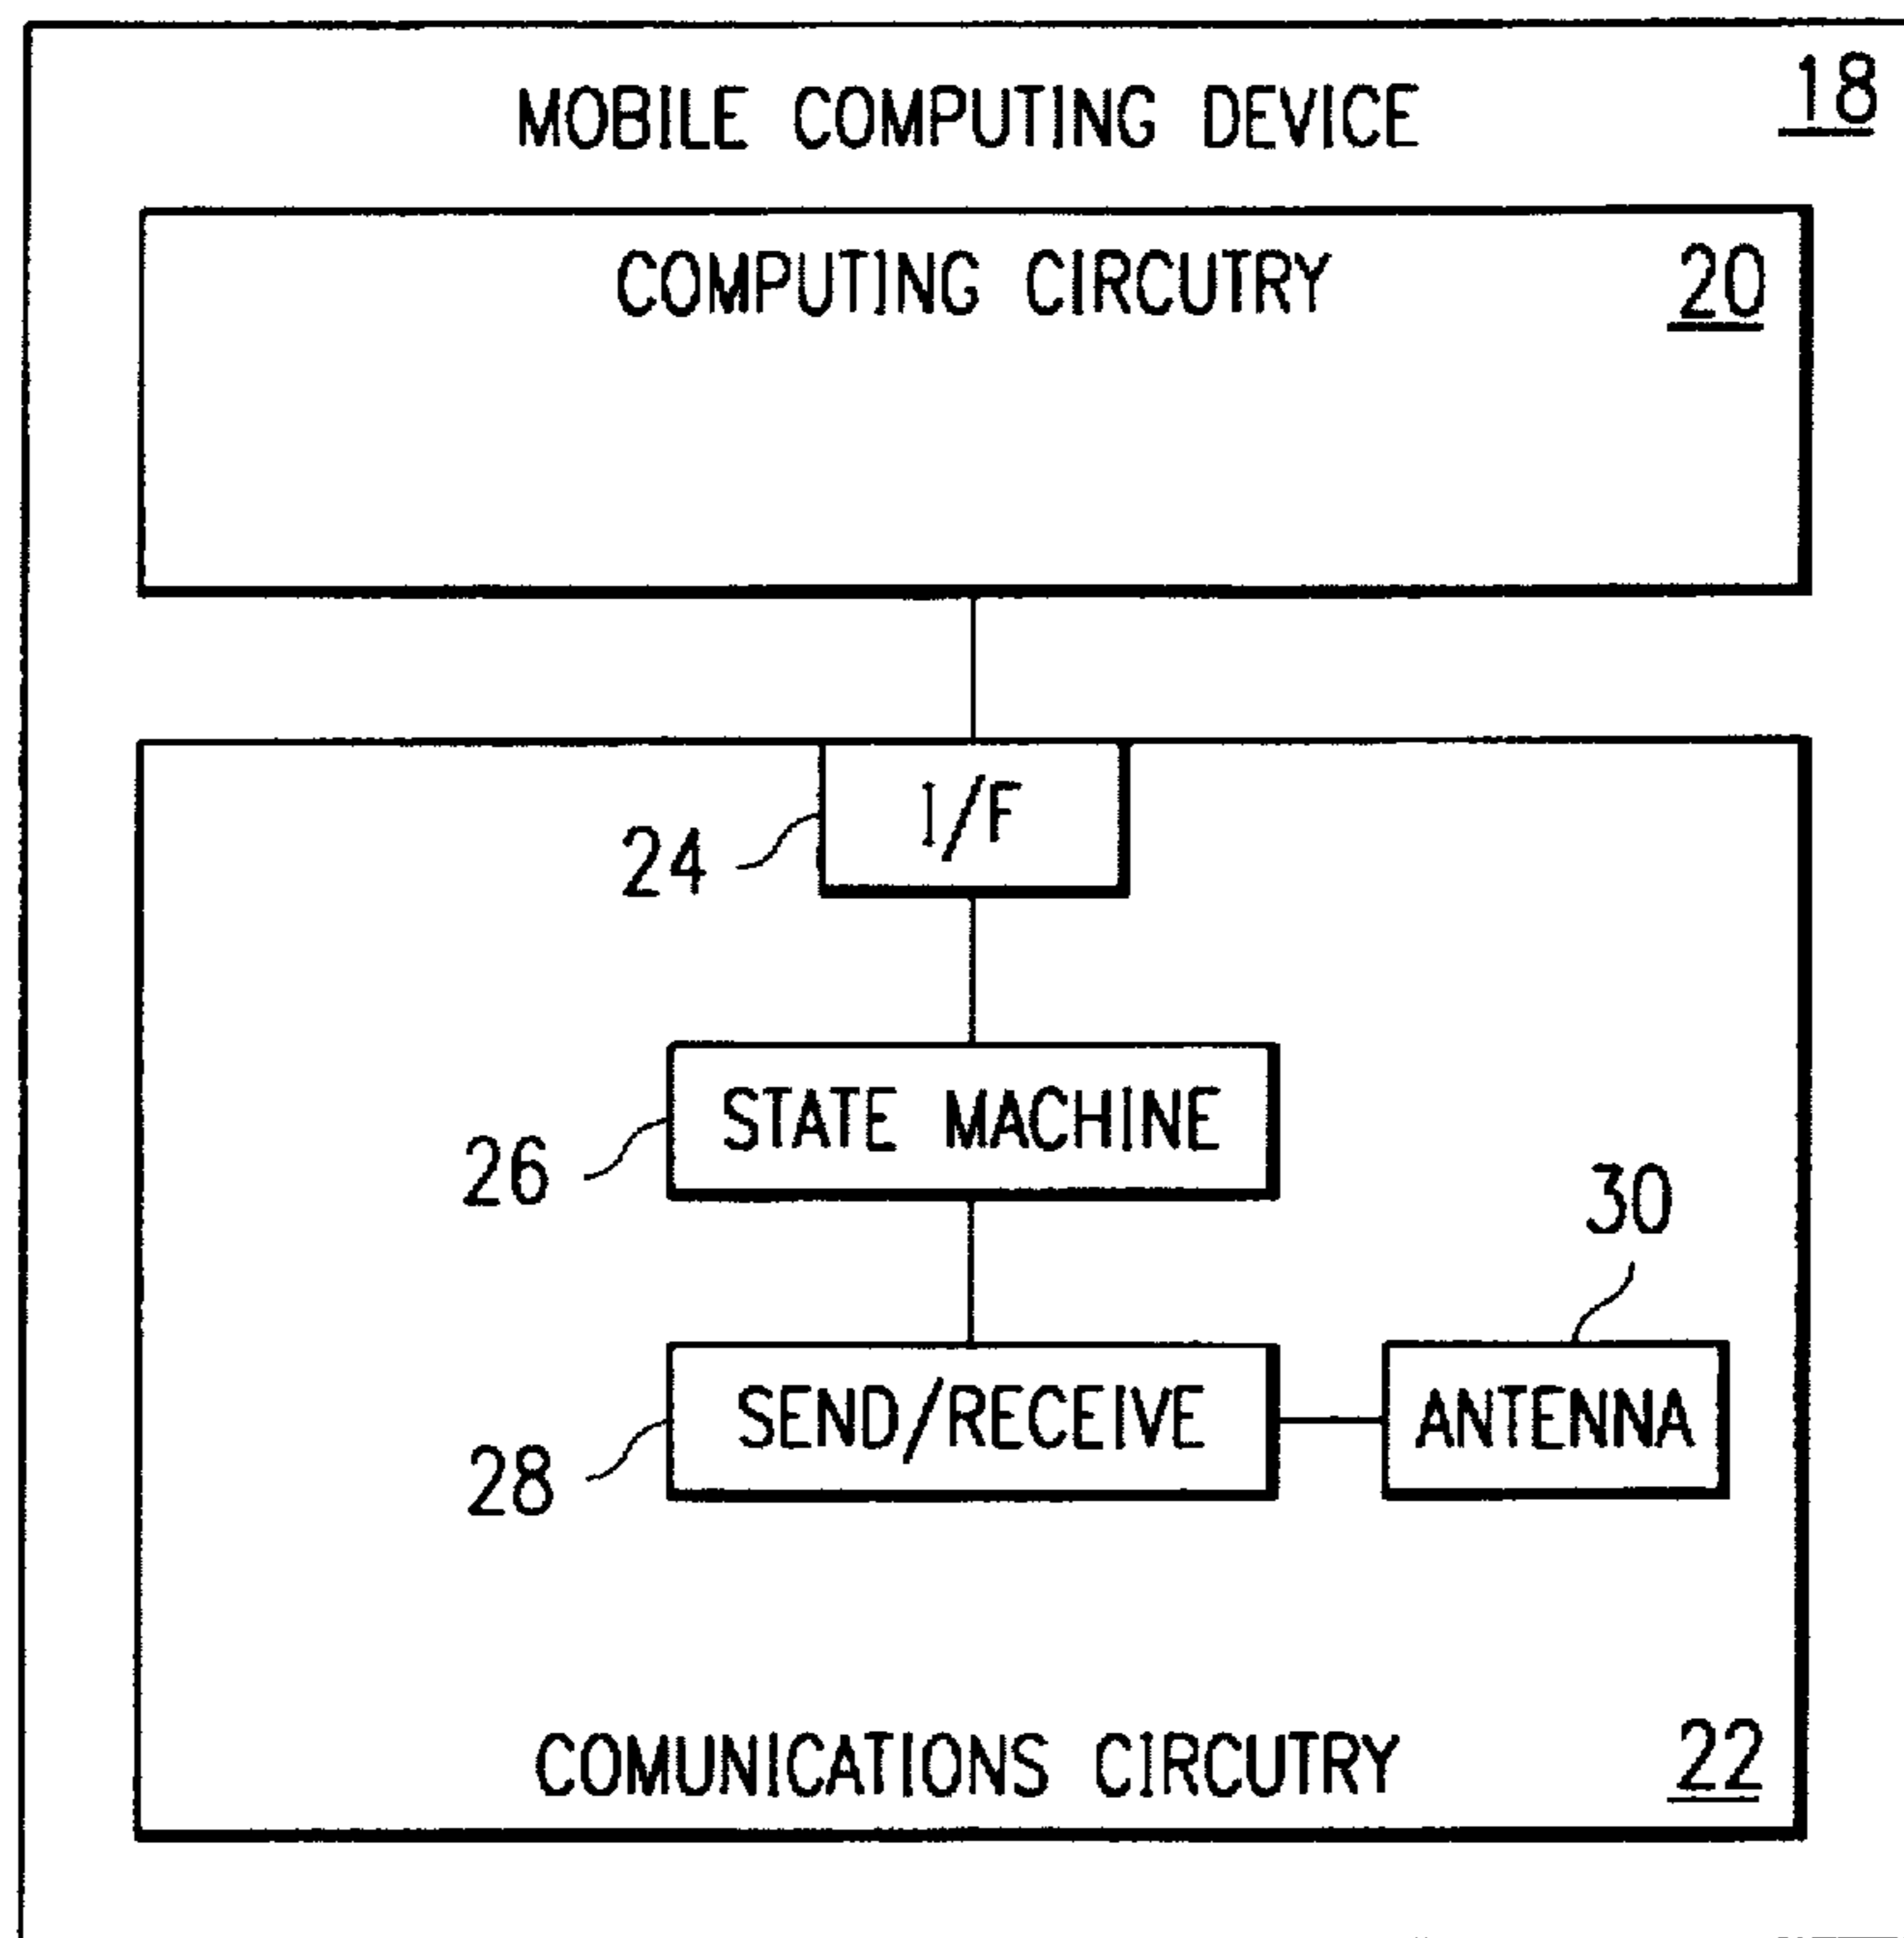 MOBILE COMPUTING DEVICE 18
COMPUTING CIRCUTRY 20
I/F
24
STATE MACHINE
26
30
SEND/RECEIVE ANTENNA
28
COMUNICATIONS CIRCUTRY 22